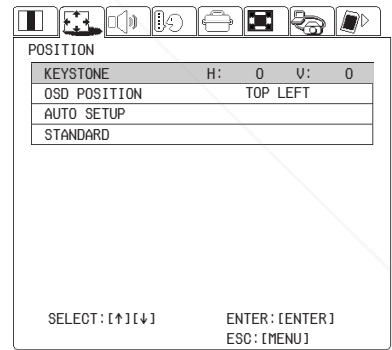 POSITION
KEYSTONE H: 0 V: 0
OSD POSITION TOP LEFT
AUTO SETUP
STANDARD
SELECT:[↑][↓] ENTER:[ENTER]
ESC:[MENU]